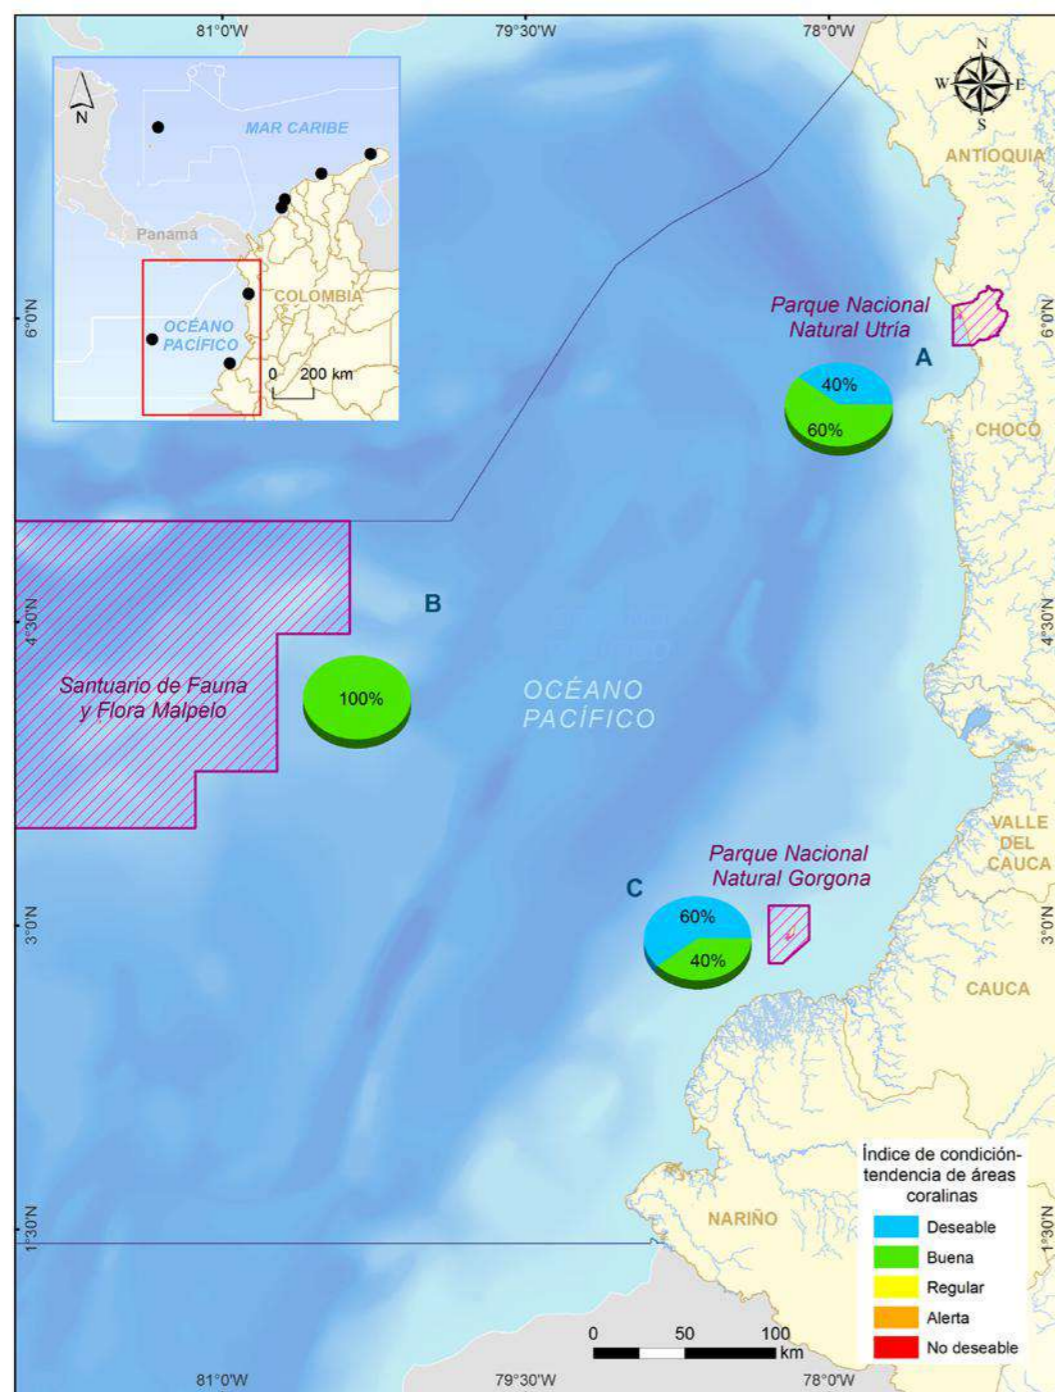 81°0'W
79°30'W
78°0'W
N
W
E
S
N
MAR CARIBE
Panamá
COLOMBIA
OCÉANO
PACÍFICO
0 200 km
ANTIOQUIA
6°0'N
6°0'N
Parque Nacional
Natural Utría
A
40%
60%
CHOCÓ
4°30'N
4°30'N
B
Santuario de Fauna
y Flora Malpelo
100%
OCÉANO
PACÍFICO
VALLE
DEL
CAUCA
Parque Nacional
Natural Gorgona
C
60%
40%
3°0'N
3°0'N
CAUCA
NARIÑO
1°30'N
1°30'N
Índice de condición-
tendencia de áreas
coralinas
Deseable
Buena
Regular
Alerta
No deseable
0 50 100
km
81°0'W
79°30'W
78°0'W